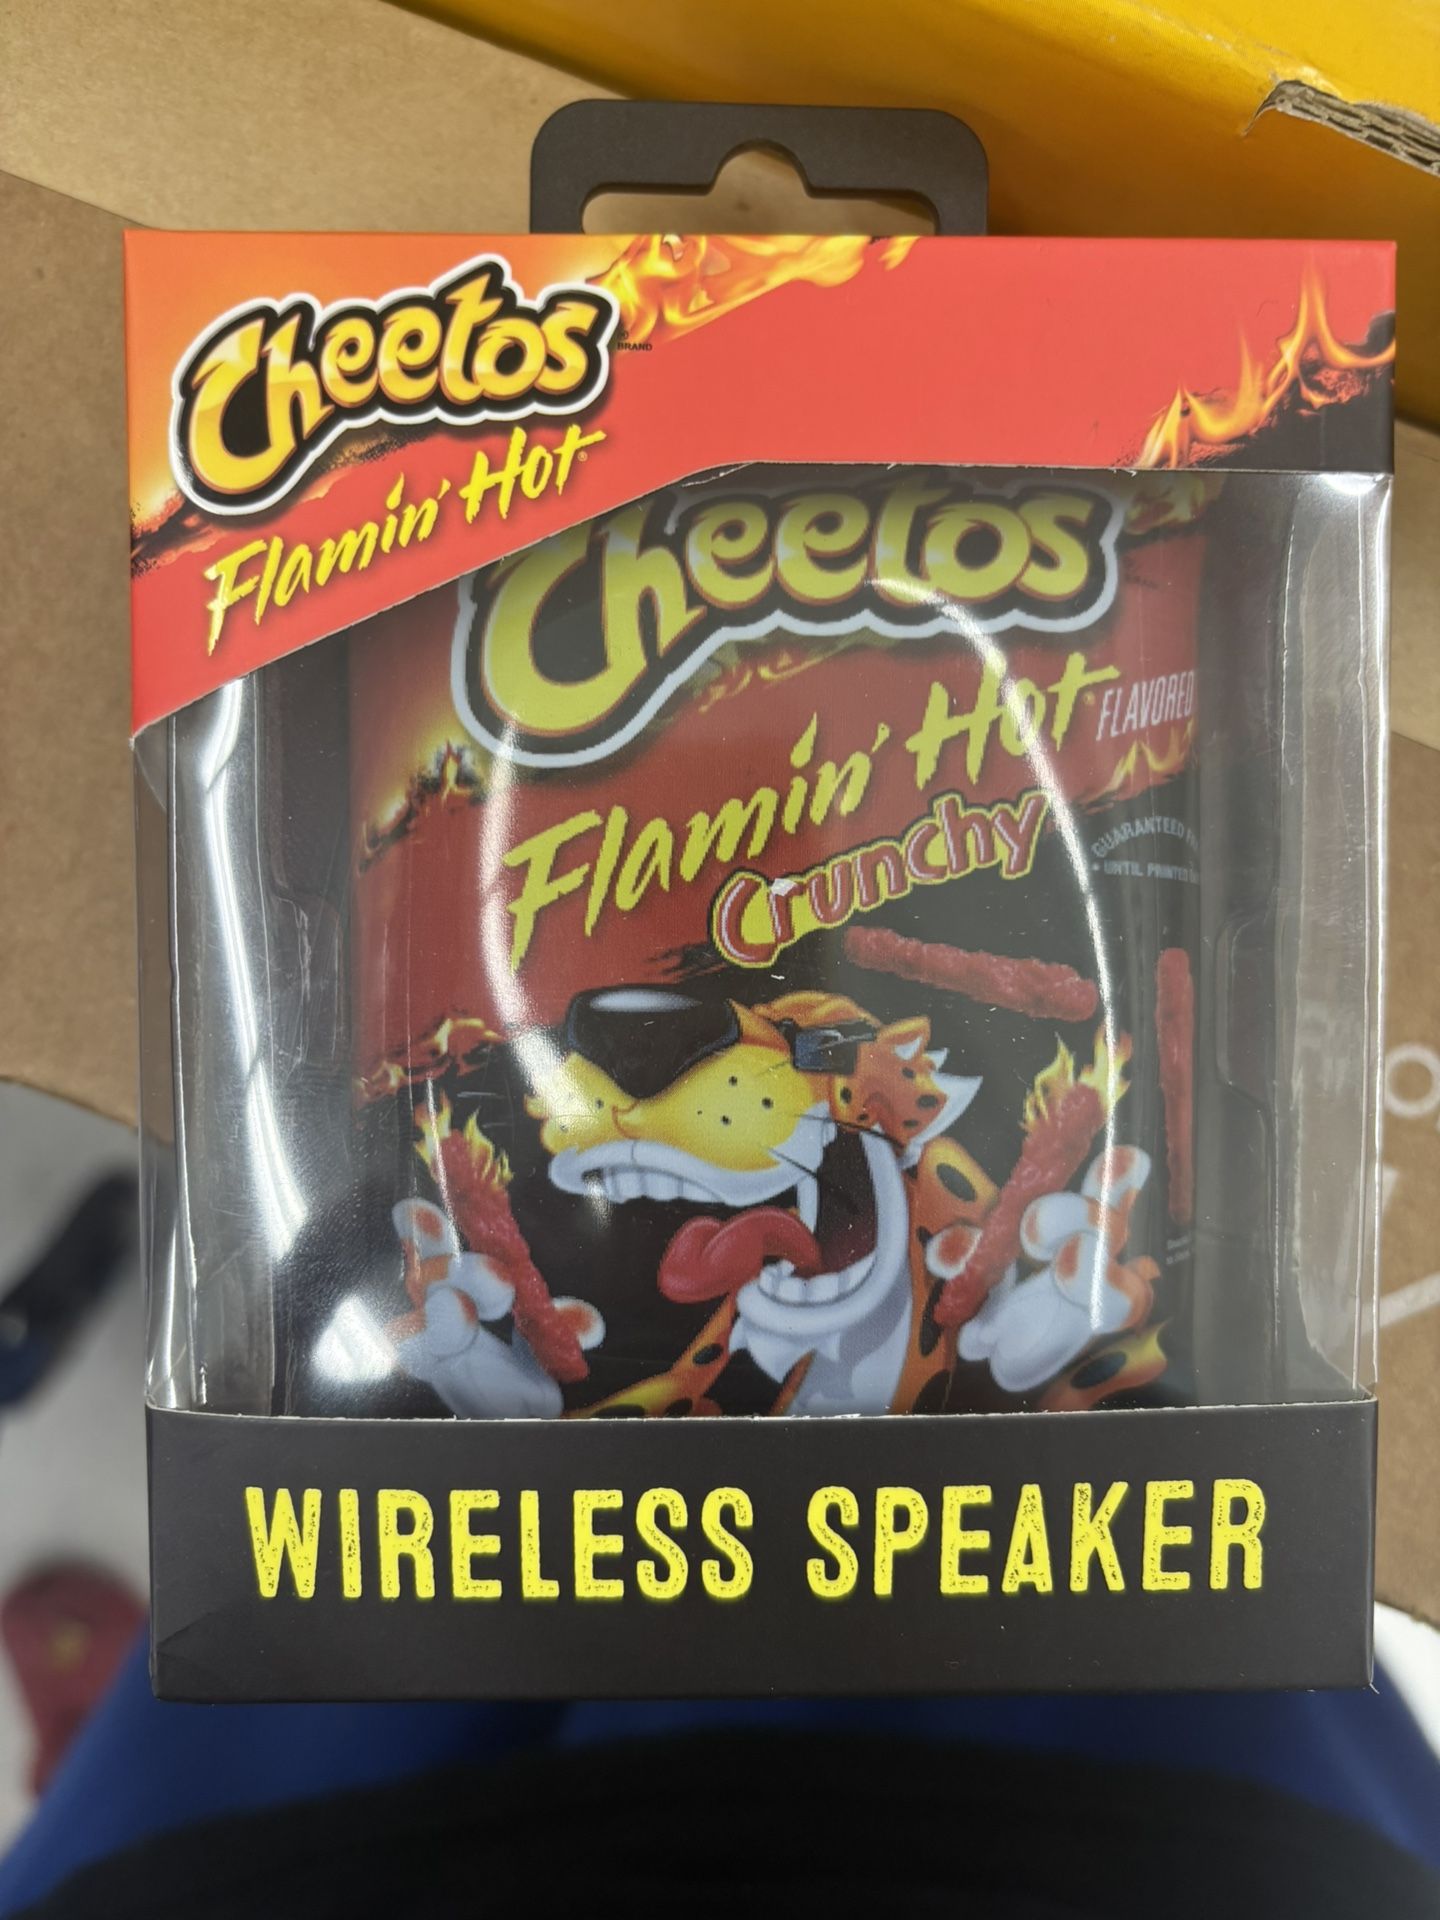 Cheetos
BRAND
Flamin' Hot®
Cheetos
Flamin' Hot
FLAVORED
Crunchy
GUARANTEED
• UNTIL PRINTED
WIRELESS SPEAKER